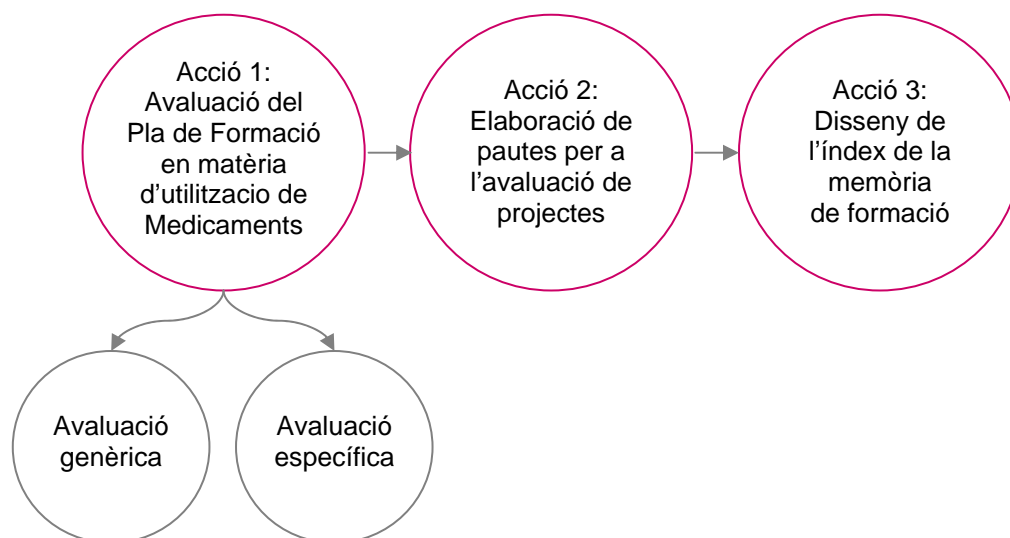 Acció 1:
Avaluació del
Pla de Formació
en matèria
d’utilitzacio de
Medicaments
Acció 2:
Elaboració de
pautes per a
l’avaluació de
projectes
Acció 3:
Disseny de
l’índex de la
memòria
de formació
Avaluació
genèrica
Avaluació
específica